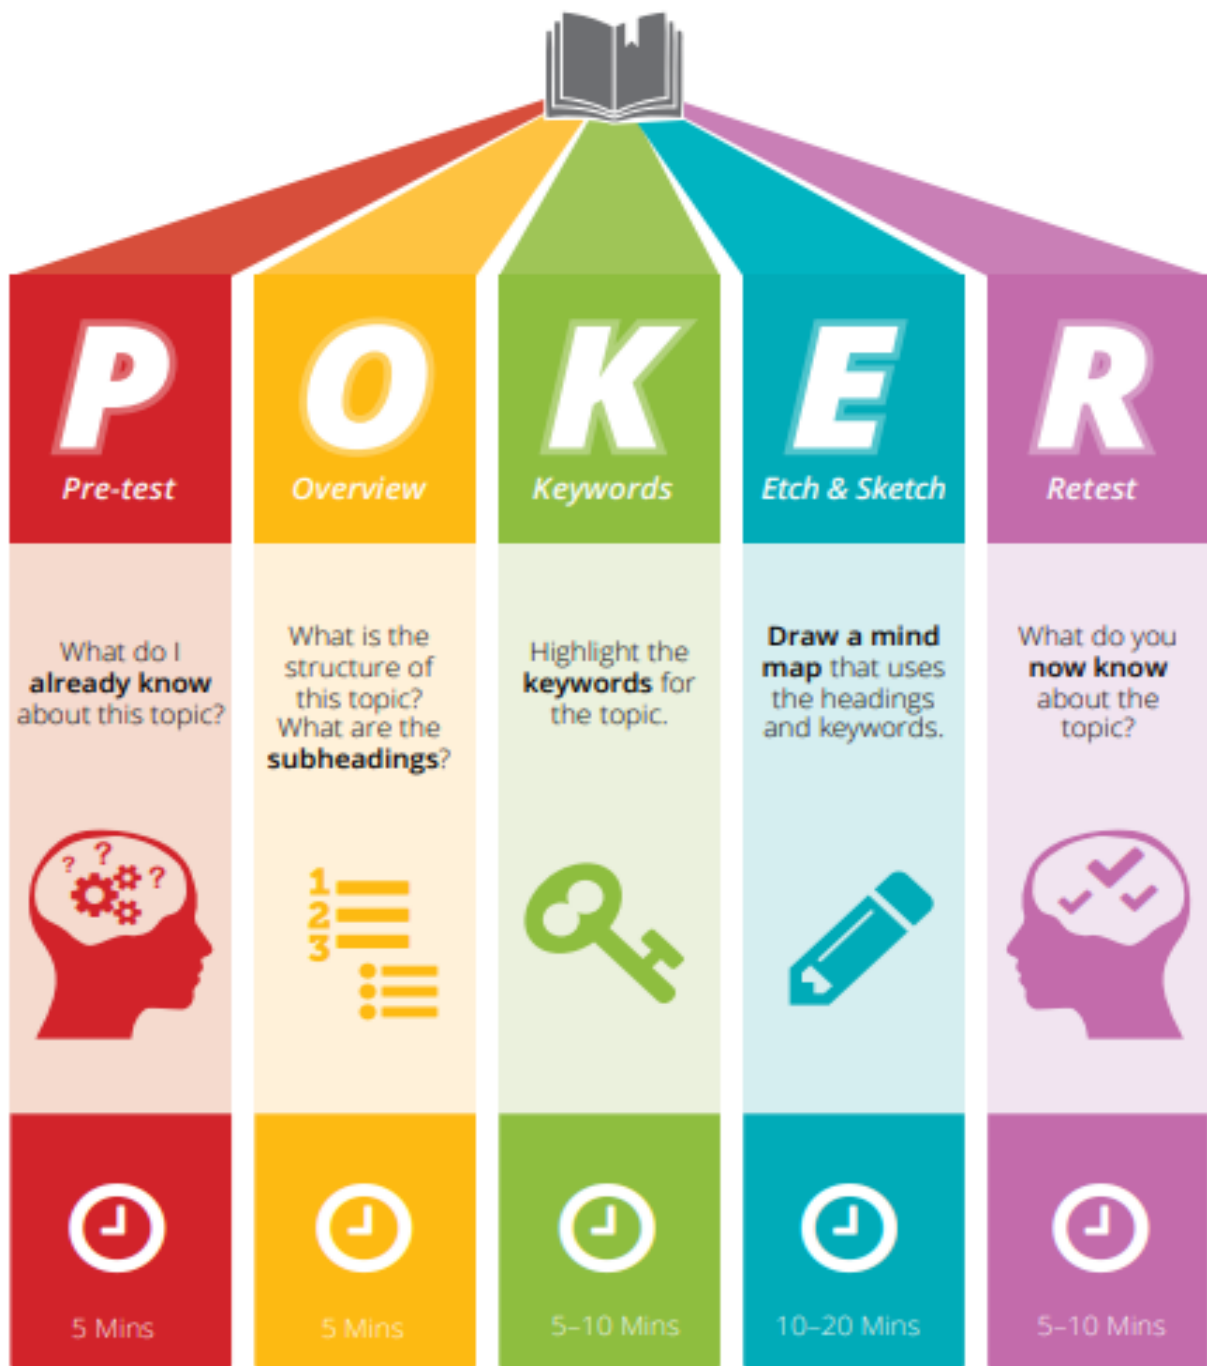 P
Pre-test
What do I
already know
about this topic?
? ? ?
5 Mins
O
Overview
What is the
structure of
this topic?
What are the
subheadings?
1
2
3
5 Mins
K
Keywords
Highlight the
keywords for
the topic.
5–10 Mins
E
Etch & Sketch
Draw a mind
map that uses
the headings
and keywords.
10–20 Mins
R
Retest
What do you
now know
about the
topic?
5–10 Mins